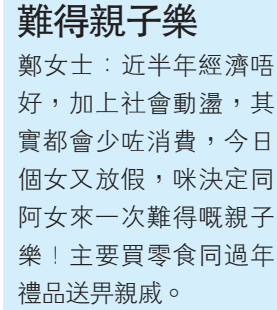 難得親子樂
鄭女士：近半年經濟唔
好，加上社會動盪，其
實都會少咗消費，今日
個女又放假，咪決定同
阿女來一次難得嘅親子
樂！主要買零食同過年
禮品送畀親戚。